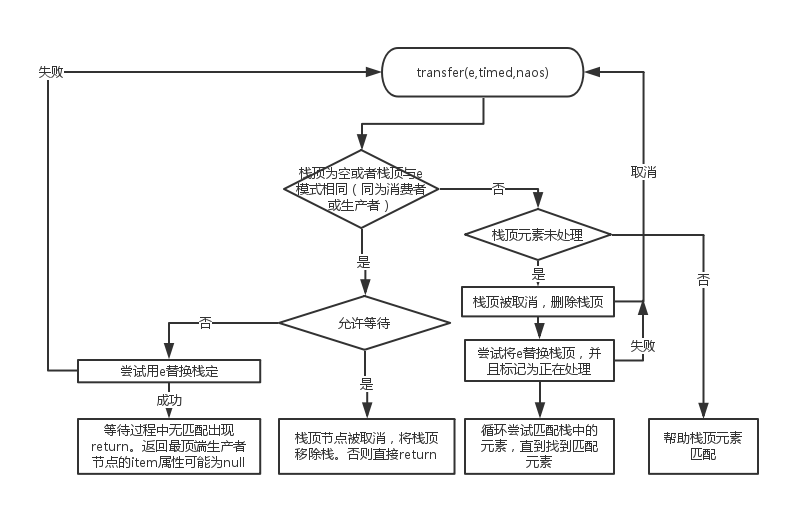 失败
transfer(e,timed,naos)
栈顶为空或者栈顶与e
模式相同（同为消费者
或生产者）
取消
否
栈顶元素未处理
是
是
否
栈顶被取消，删除栈顶
否
允许等待
失败
尝试将e替换栈顶，并
且标记为正在处理
尝试用e替换栈定
是
成功
等待过程中无匹配出现
return。返回最顶端生产者
节点的item属性可能为null
栈顶节点被取消，将栈顶
移除栈。否则直接return
循环尝试匹配栈中的
元素，直到找到匹配
元素
帮助栈顶元素
匹配